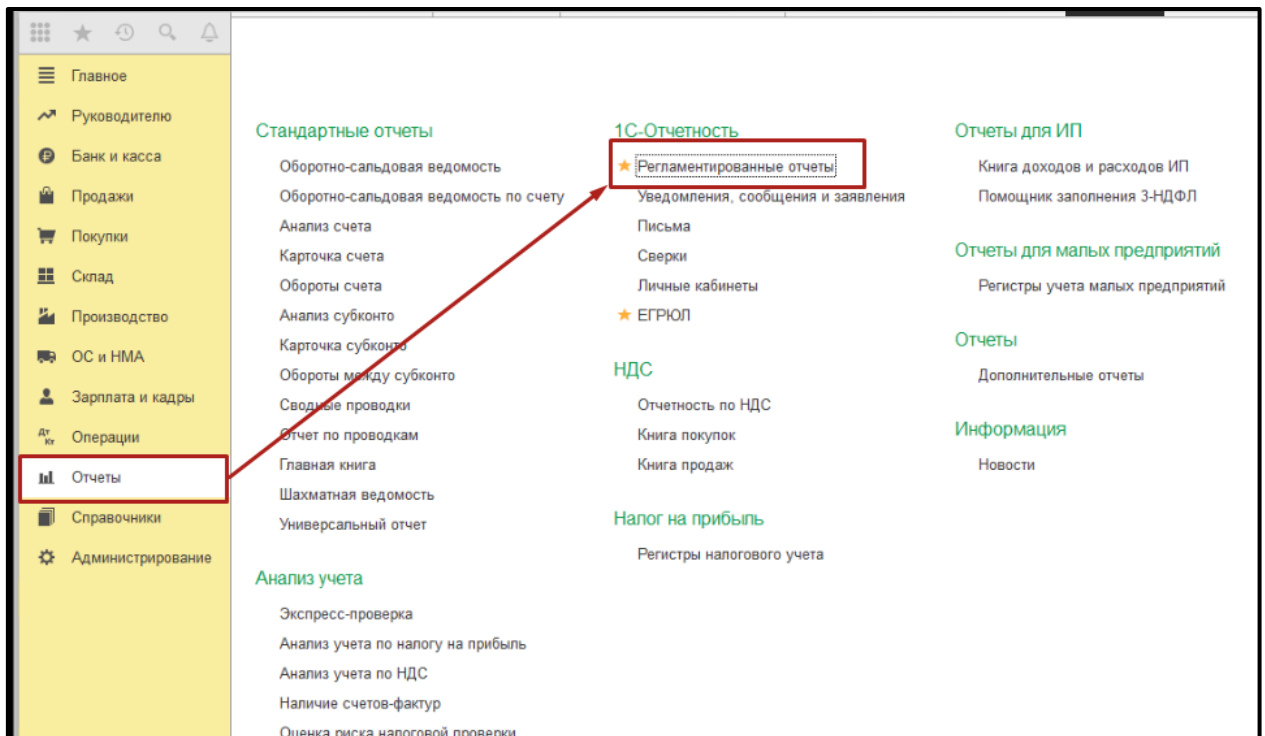 Главное
Руководителю
Банк и касса
Продажи
Покупки
Склад
Производство
ОС и НМА
Зарплата и кадры
Дт Кт Операции
Отчеты
Справочники
Администрирование
Стандартные отчеты
Оборотно-сальдовая ведомость
Оборотно-сальдовая ведомость по счету
Анализ счета
Карточка счета
Обороты счета
Анализ субконто
Карточка субконто
Обороты между субконто
Сводные проводки
Отчет по проводкам
Главная книга
Шахматная ведомость
Универсальный отчет
Анализ учета
Экспресс-проверка
Анализ учета по налогу на прибыль
Анализ учета по НДС
Наличие счетов-фактур
Оценка риска налоговой проверки
1С-Отчетность
Регламентированные отчеты
Уведомления, сообщения и заявления
Письма
Сверки
Личные кабинеты
ЕГРЮЛ
НДС
Отчетность по НДС
Книга покупок
Книга продаж
Налог на прибыль
Регистры налогового учета
Отчеты для ИП
Книга доходов и расходов ИП
Помощник заполнения 3-НДФЛ
Отчеты для малых предприятий
Регистры учета малых предприятий
Отчеты
Дополнительные отчеты
Информация
Новости